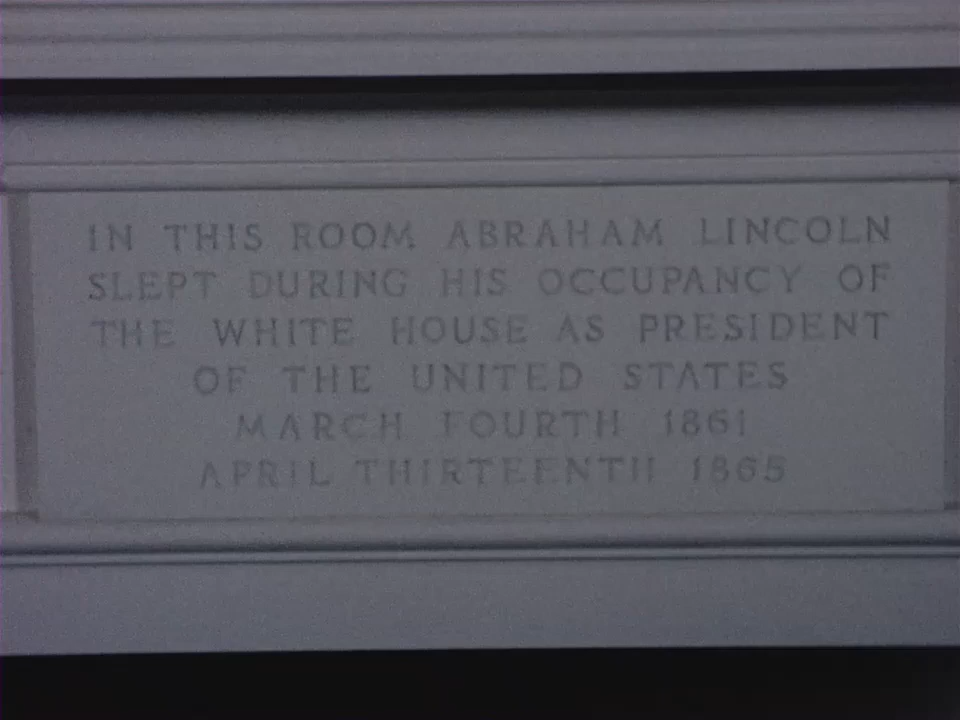 IN THIS ROOM ABRAHAM LINCOLN
SLEPT DURING HIS OCCUPANCY OF
THE WHITE HOUSE AS PRESIDENT
OF THE UNITED STATES
MARCH FOURTH 1861
APRIL THIRTEENTH 1865